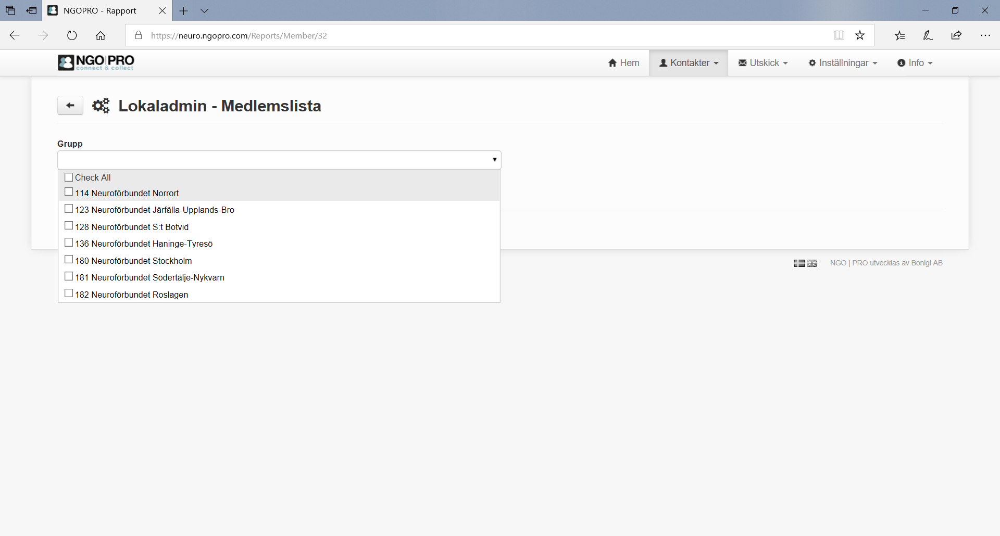 NGOPRO - Rapport
https://neuro.ngopro.com/Reports/Member/32
NGO|PRO
connect & collect
Hem
Kontakter
Utskick
Inställningar
Info
Lokaladmin - Medlemslista
Grupp
Check All
114 Neuroförbundet Norrort
123 Neuroförbundet Järfälla-Upplands-Bro
128 Neuroförbundet S:t Botvid
136 Neuroförbundet Haninge-Tyresö
180 Neuroförbundet Stockholm
181 Neuroförbundet Södertälje-Nykvarn
182 Neuroförbundet Roslagen
NGO | PRO utvecklas av Bonigi AB